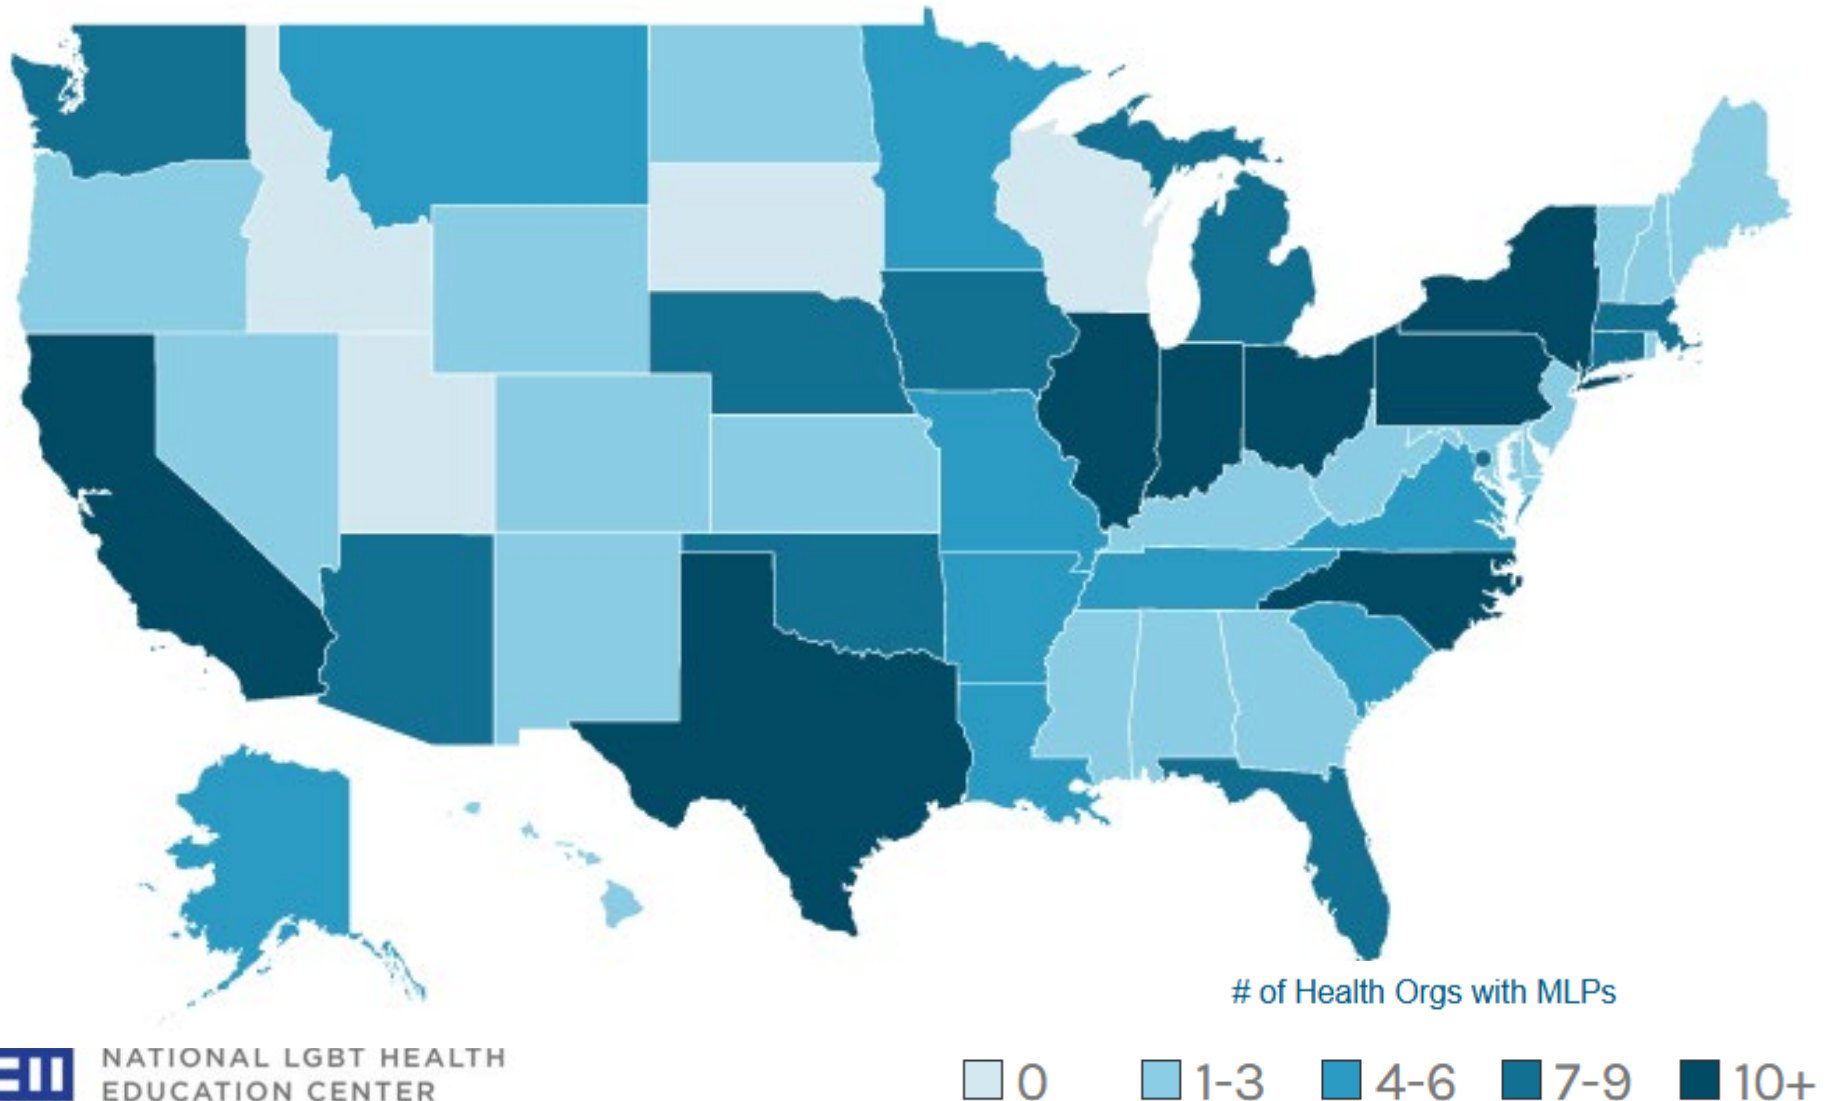 # of Health Orgs with MLPs
NATIONAL LGBT HEALTH
EDUCATION CENTER
0 1-3 4-6 7-9 10+